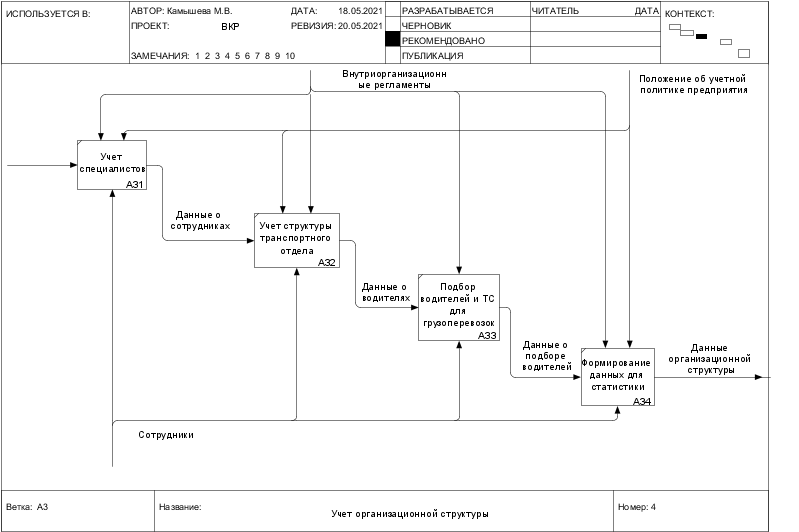 ИСПОЛЬЗУЕТСЯ В:
АВТОР: Камышева М.В.
ДАТА: 18.05.2021
РАЗРАБАТЫВАЕТСЯ
ЧИТАТЕЛЬ
ДАТА
КОНТЕКСТ:
ПРОЕКТ: ВКР
РЕВИЗИЯ: 20.05.2021
ЧЕРНОВИК
РЕКОМЕНДОВАНО
ЗАМЕЧАНИЯ: 1 2 3 4 5 6 7 8 9 10
ПУБЛИКАЦИЯ
Внутриорганизационн
ые регламенты
Положение об учетной
политике предприятия
Учет
специалистов
А31
Данные о
сотрудниках
Учет структуры
транспортного
отдела
А32
Данные о
водителях
Подбор
водителей и ТС
для
грузоперевозок
А33
Данные о
подборе
водителей
Формирование
данных для
статистики
А34
Данные
организационной
структуры
Сотрудники
Ветка: А3
Название:
Учет организационной структуры
Номер: 4